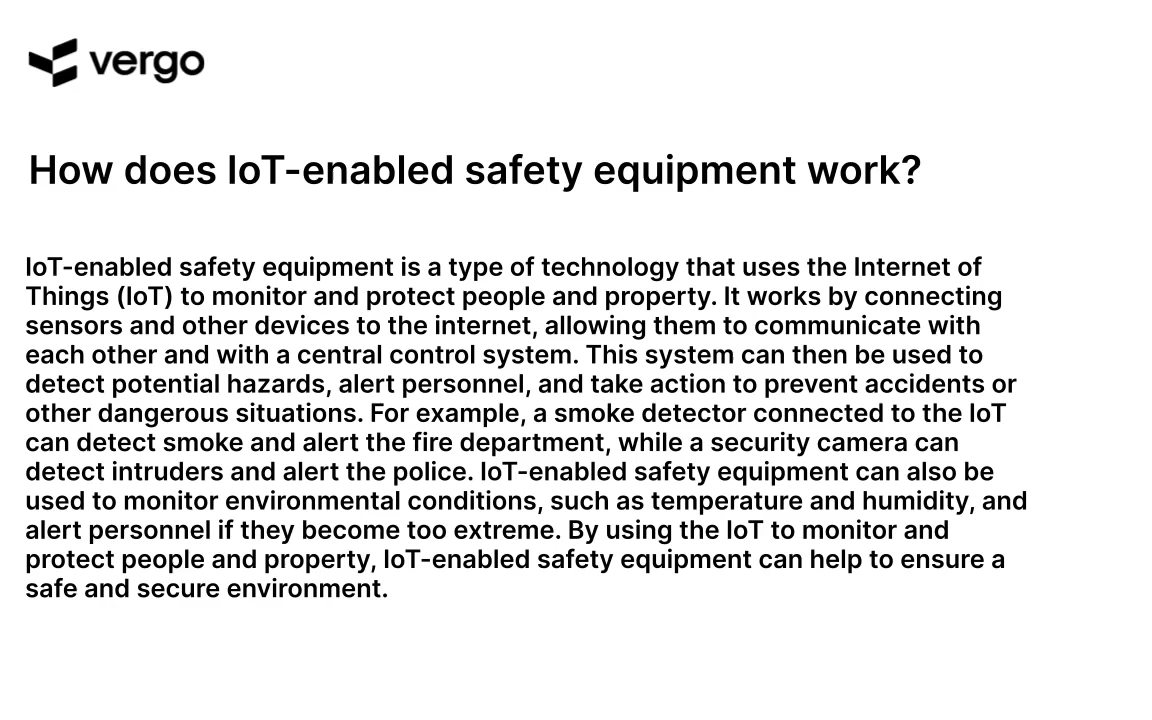 vergo
How does IoT-enabled safety equipment work?
IoT-enabled safety equipment is a type of technology that uses the Internet of
Things (IoT) to monitor and protect people and property. It works by connecting
sensors and other devices to the internet, allowing them to communicate with
each other and with a central control system. This system can then be used to
detect potential hazards, alert personnel, and take action to prevent accidents or
other dangerous situations. For example, a smoke detector connected to the IoT
can detect smoke and alert the fire department, while a security camera can
detect intruders and alert the police. IoT-enabled safety equipment can also be
used to monitor environmental conditions, such as temperature and humidity, and
alert personnel if they become too extreme. By using the IoT to monitor and
protect people and property, IoT-enabled safety equipment can help to ensure a
safe and secure environment.